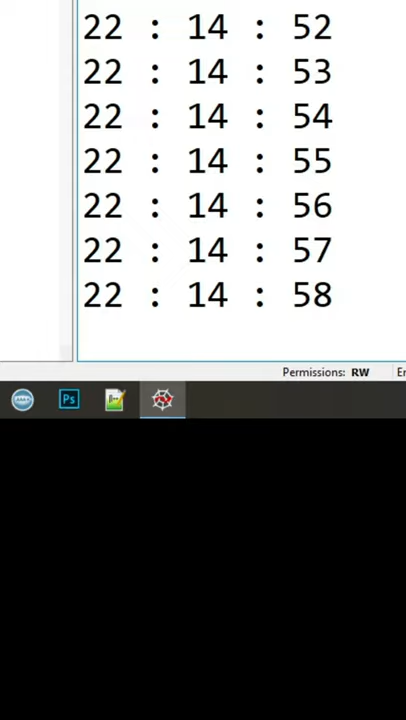 22 : 14 : 52
22 : 14 : 53
22 : 14 : 54
22 : 14 : 55
22 : 14 : 56
22 : 14 : 57
22 : 14 : 58
Permissions: RW
Ps